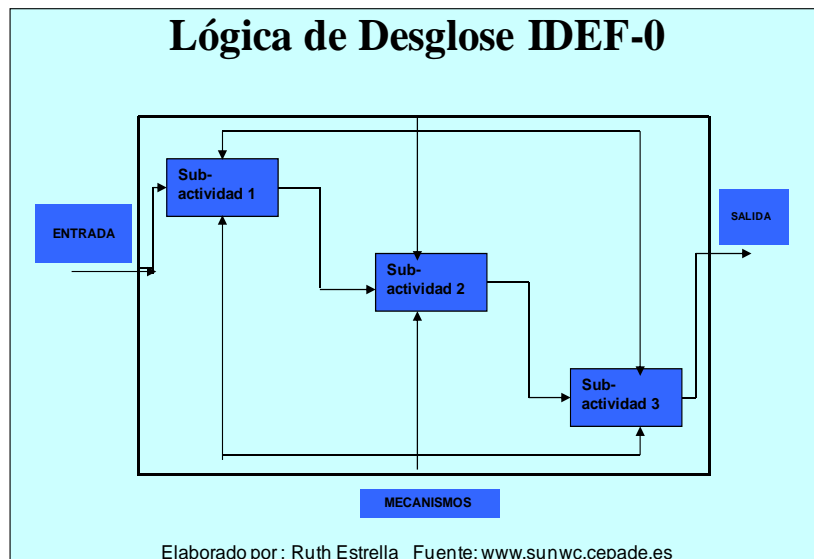 Lógica de Desglose IDEF-0
Sub-
actividad 1
ENTRADA
SALIDA
Sub-
actividad 2
Sub-
actividad 3
MECANISMOS
Elaborado por : Ruth Estrella Fuente: www.sunwc.cepade.es